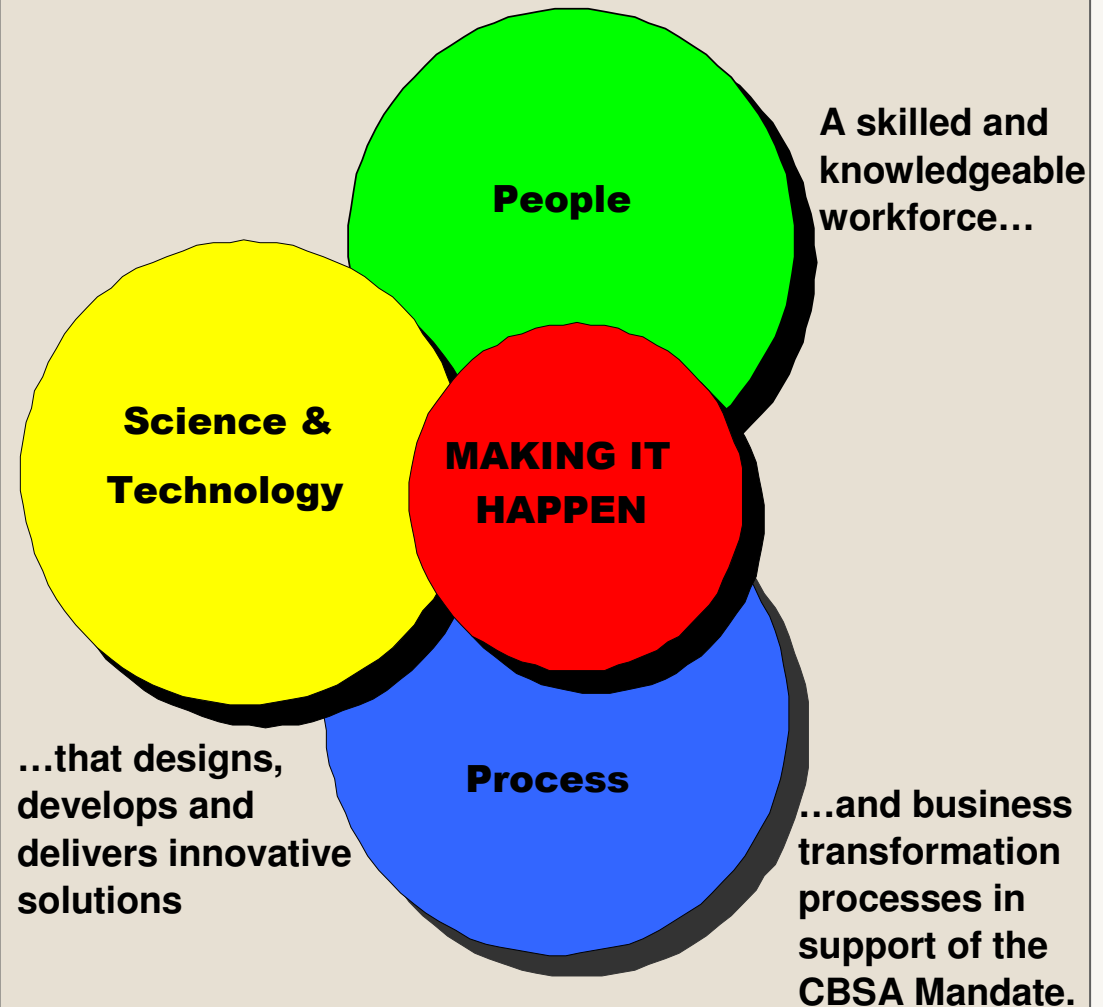 People
A skilled and
knowledgeable
workforce…
Science &
Technology
MAKING IT
HAPPEN
…that designs,
develops and
delivers innovative
solutions
Process
…and business
transformation
processes in
support of the
CBSA Mandate.